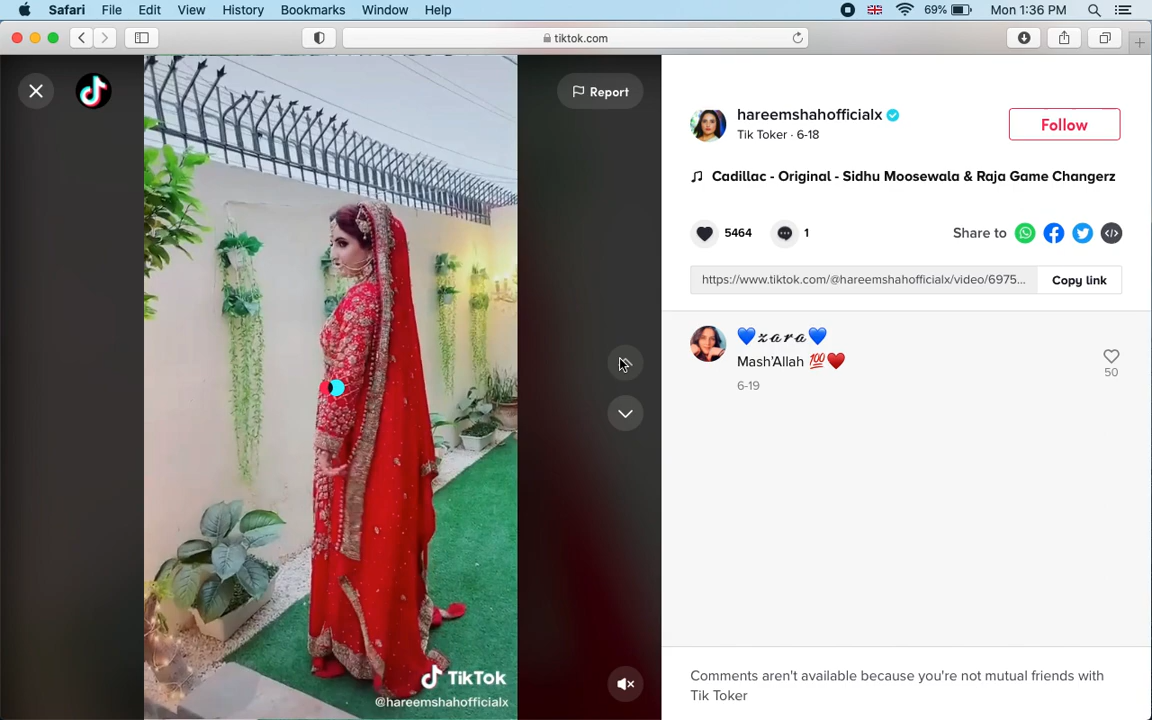 Safari File Edit View History Bookmarks Window Help 69% Mon 1:36 PM
tiktok.com
Report
hareemshahofficialx
Tik Toker · 6-18
Follow
Cadillac - Original - Sidhu Moosewala & Raja Game Changerz
5464 1 Share to
https://www.tiktok.com/@hareemshahofficialx/video/6975... Copy link
💙𝔃𝓪𝓻𝓪💙
Mash'Allah 💯♥️
50
6-19
TikTok
@hareemshahofficialx
Comments aren't available because you're not mutual friends with
Tik Toker